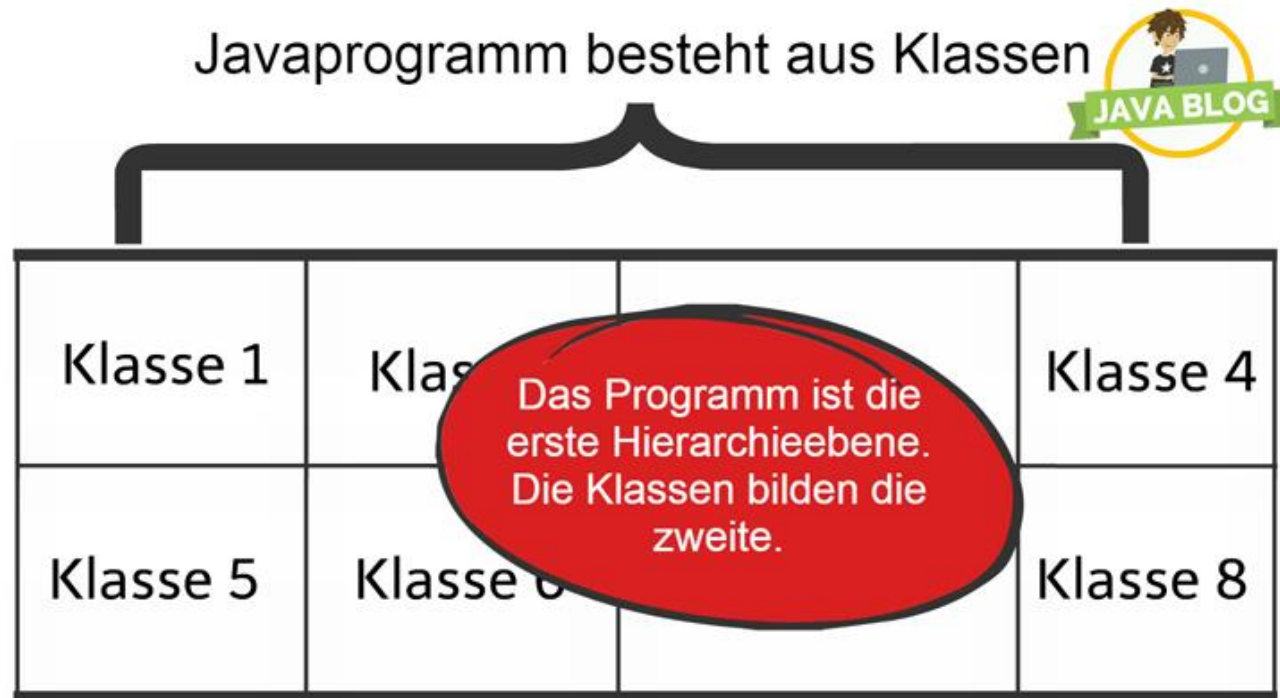 Javaprogramm besteht aus Klassen
JAVA BLOG
Klasse 1
Klasse 4
Das Programm ist die
erste Hierarchieebene.
Die Klassen bilden die
zweite.
Klasse 5
Klasse
Klasse 8